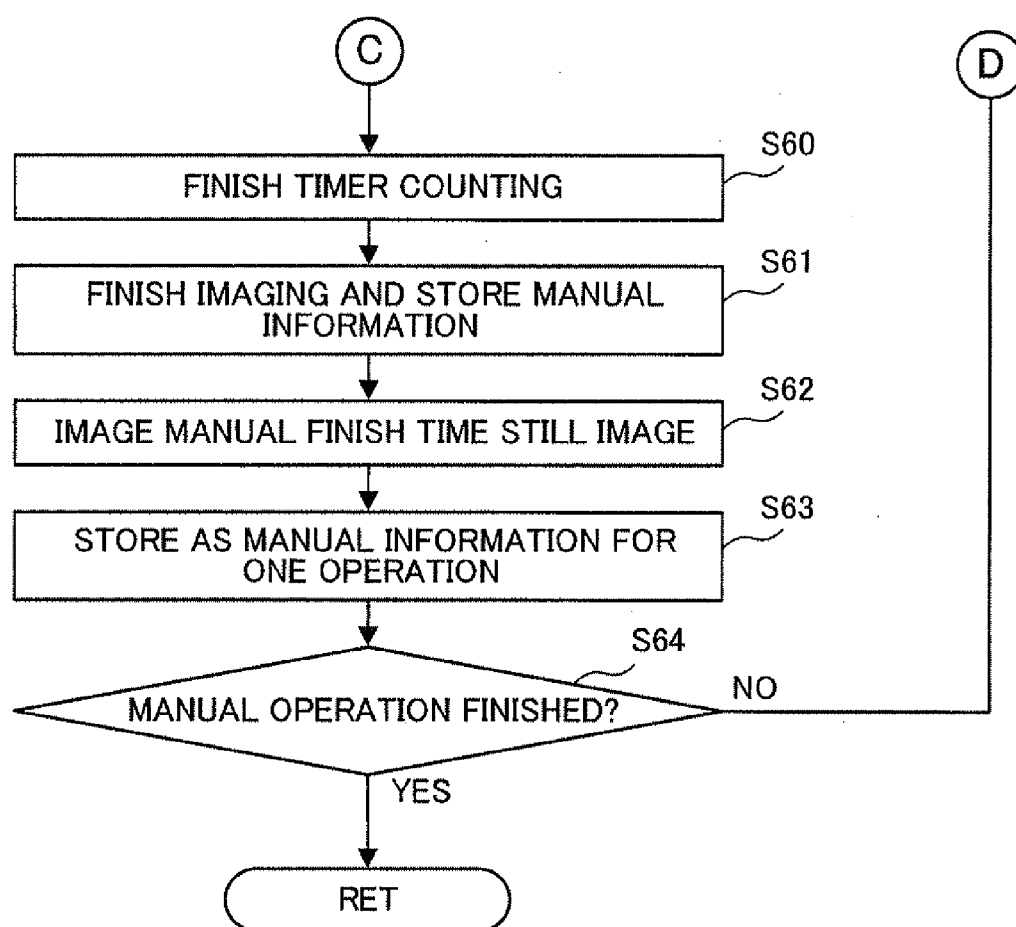 C
D
S60
FINISH TIMER COUNTING
S61
FINISH IMAGING AND STORE MANUAL
INFORMATION
S62
IMAGE MANUAL FINISH TIME STILL IMAGE
S63
STORE AS MANUAL INFORMATION FOR
ONE OPERATION
S64
MANUAL OPERATION FINISHED?
NO
YES
RET